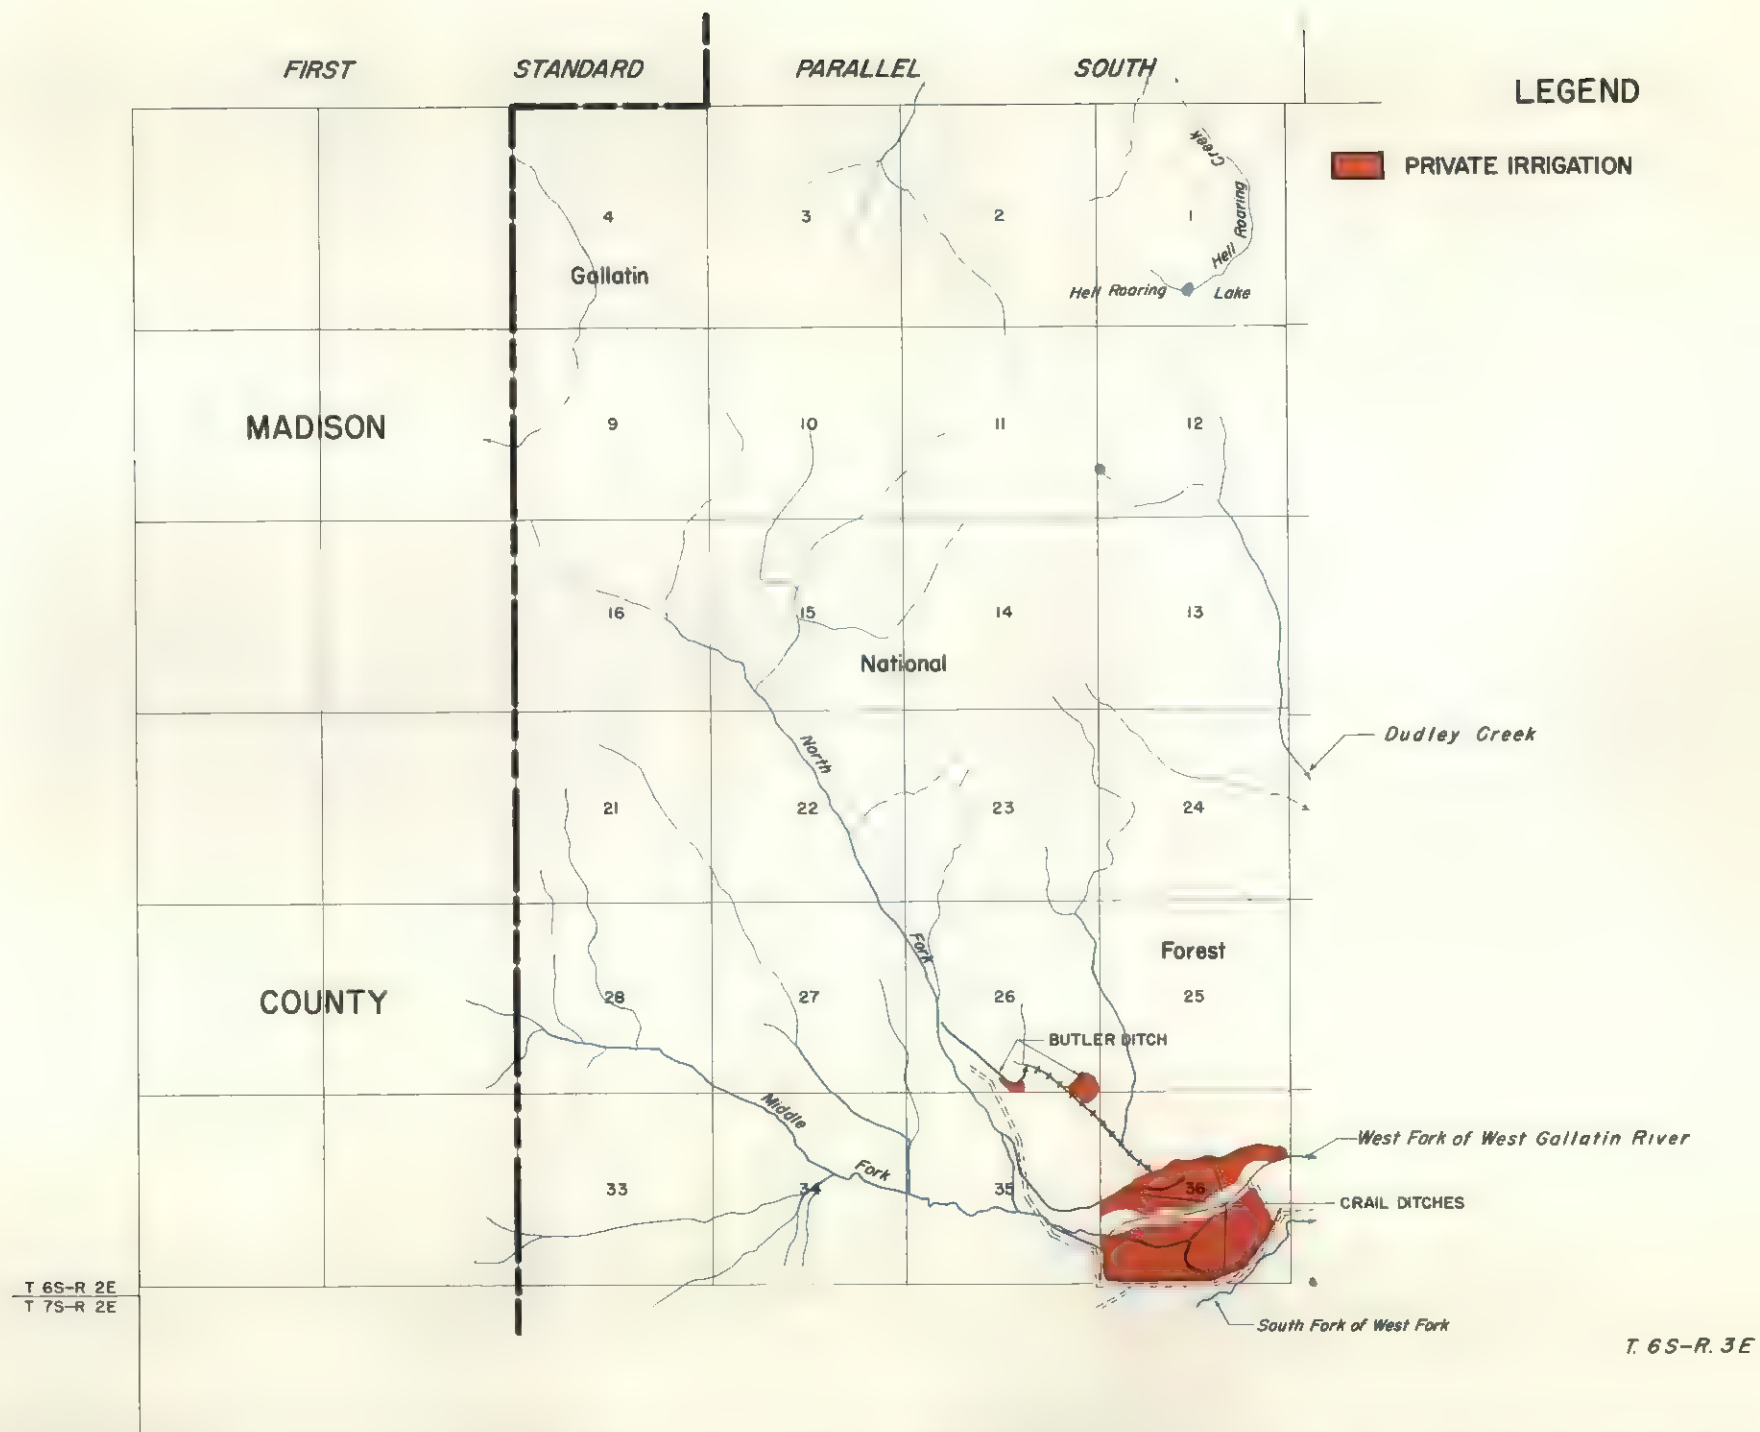 FIRST STANDARD PARALLEL SOUTH
LEGEND
PRIVATE IRRIGATION
Creek
Hell Roaring
4
3
2
1
Gallatin
Hell Roaring Lake
MADISON
9
10
11
12
16
15
14
13
National
North
Dudley Creek
21
22
23
24
Fork
Forest
COUNTY
28
27
26
25
BUTLER DITCH
Middle
Fork
West Fork of West Gallatin River
33
34
35
36
CRAIL DITCHES
T 6S-R 2E
T 7S-R 2E
South Fork of West Fork
T. 6S-R. 3E